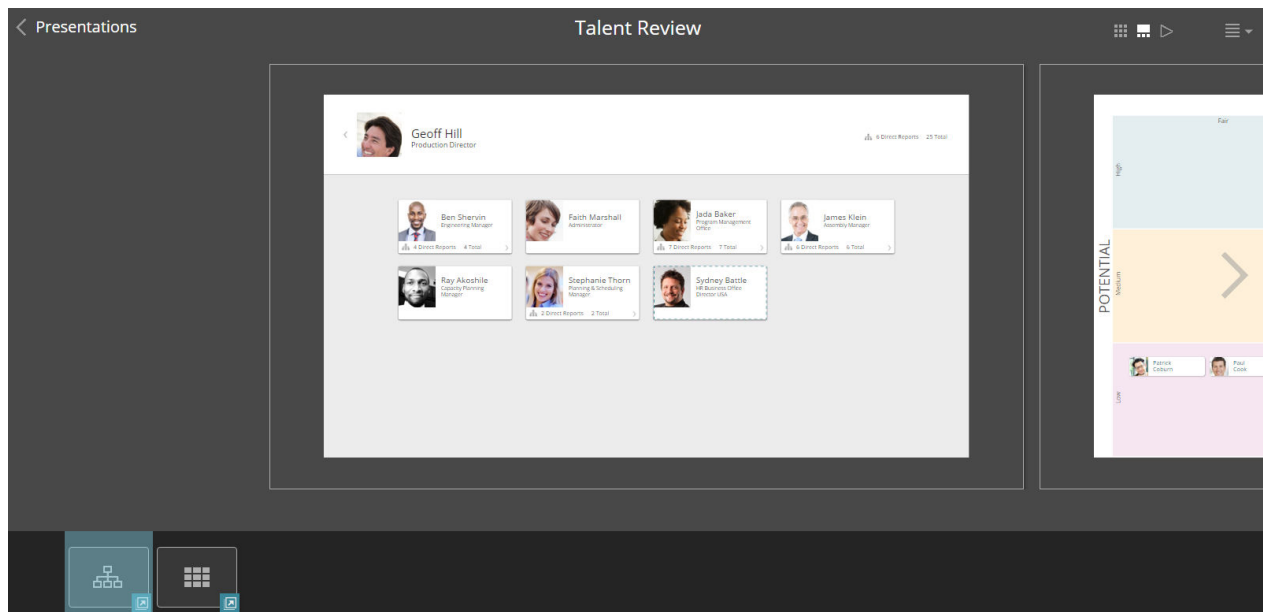 Presentations
Talent Review
Geoff Hill
Production Director
6 Direct Reports 25 Total
Ben Shervin
Engineering Manager
4 Direct Reports 4 Total
Faith Marshall
Administrator
Jada Baker
Program Management
Office
7 Direct Reports 7 Total
James Klein
Assembly Manager
6 Direct Reports 6 Total
Ray Akoshile
Capacity Planning
Manager
Stephanie Thorn
Planning & Scheduling
Manager
2 Direct Reports 2 Total
Sydney Battle
HR Business Office
Director USA
Fair
POTENTIAL
High
Medium
Low
Patrick
Coburn
Paul
Cook